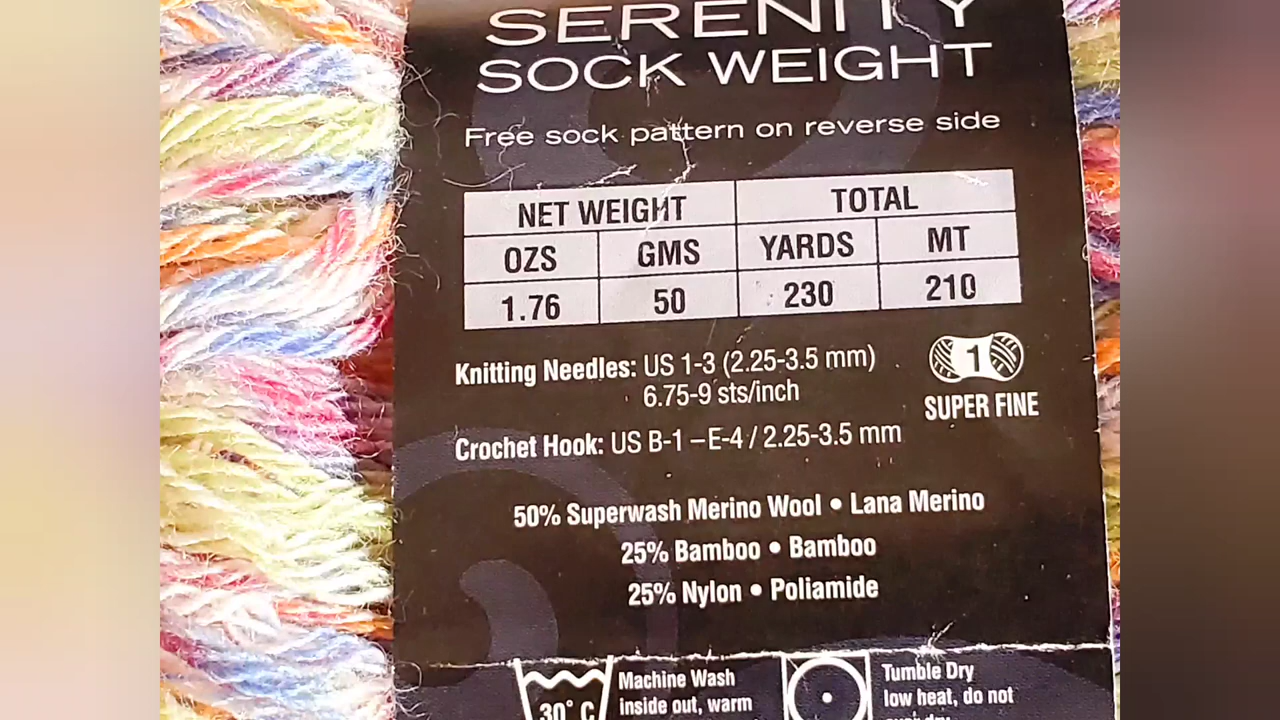 SERENITY
SOCK WEIGHT
Free sock pattern on reverse side
NET WEIGHT TOTAL
OZS GMS YARDS MT
1.76 50 230 210
Knitting Needles: US 1-3 (2.25-3.5 mm)
6.75-9 sts/inch
1
SUPER FINE
Crochet Hook: US B-1 – E-4 / 2.25-3.5 mm
50% Superwash Merino Wool • Lana Merino
25% Bamboo • Bamboo
25% Nylon • Poliamide
30° C
Machine Wash
inside out, warm
Tumble Dry
low heat, do not